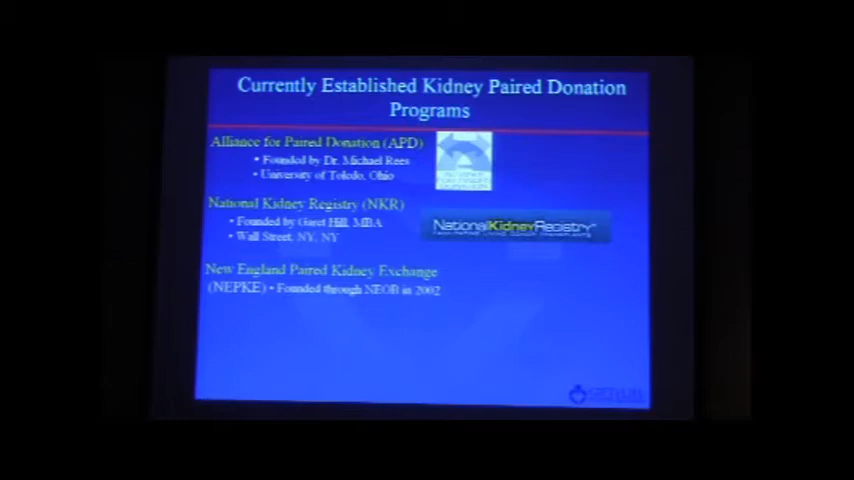 Currently Established Kidney Paired Donation
Programs
Alliance for Paired Donation (APD)
• Founded by Dr. Michael Rees
• University of Toledo, Ohio
National Kidney Registry (NKR)
• Founded by Garet Hill, MBA
• Wall Street, NY, NY
NationalKidneyRegistry
New England Paired Kidney Exchange
(NEPKE) • Founded through NEOB in 2002